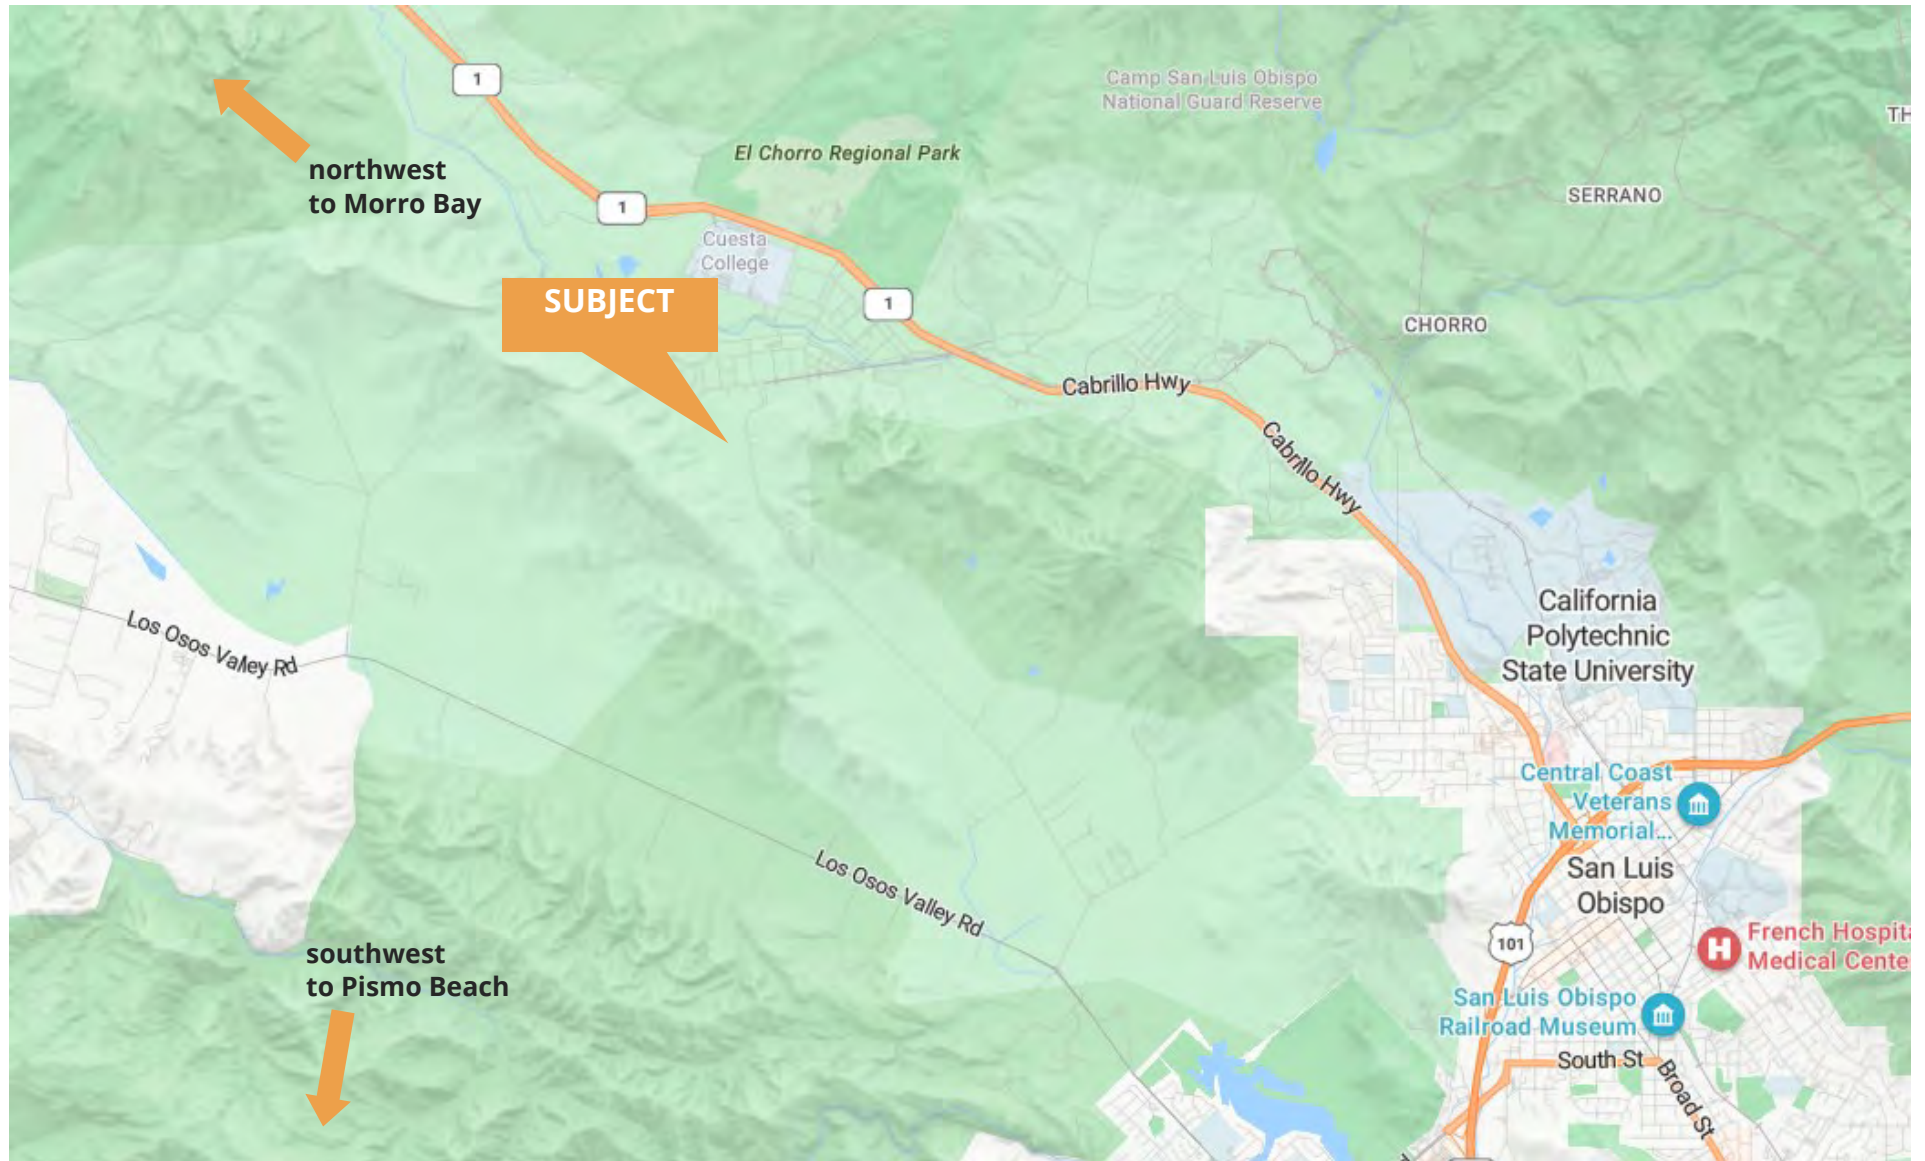 1
Camp San Luis Obispo
National Guard Reserve
TH
El Chorro Regional Park
northwest
to Morro Bay
SERRANO
1
Cuesta
College
SUBJECT
1
CHORRO
Cabrillo Hwy
Cabrillo Hwy
California
Polytechnic
State University
Los Osos Valley Rd
Central Coast
Veterans
Memorial...
San Luis
Obispo
Los Osos Valley Rd
101
French Hospita
Medical Cente
southwest
to Pismo Beach
San Luis Obispo
Railroad Museum
South St
Broad St